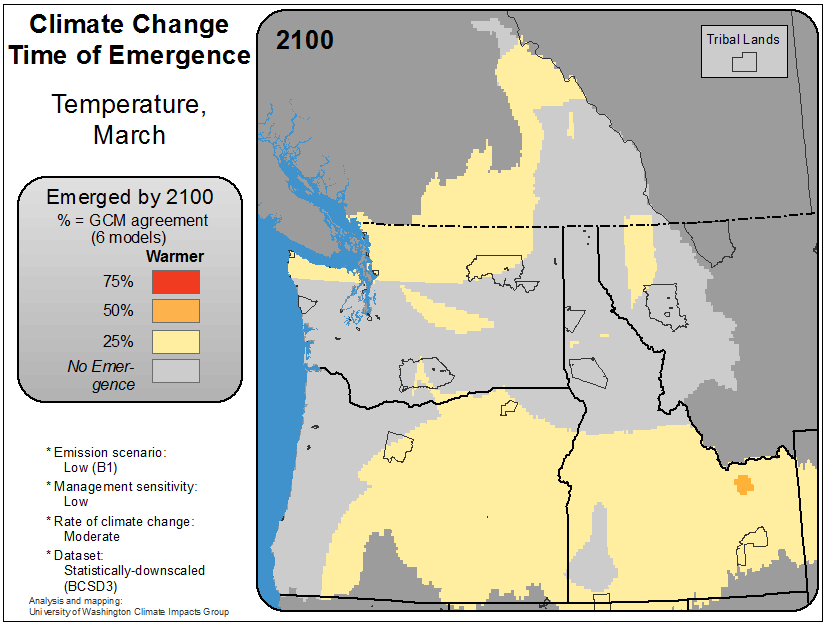 Climate Change
Time of Emergence
Temperature,
March
Emerged by 2100
% = GCM agreement
(6 models)
Warmer
75%
50%
25%
No Emer-
gence
* Emission scenario:
Low (B1)
* Management sensitivity:
Low
* Rate of climate change:
Moderate
* Dataset:
Statistically-downscaled
(BCSD3)
Analysis and mapping:
University of Washington Climate Impacts Group
2100
Tribal Lands